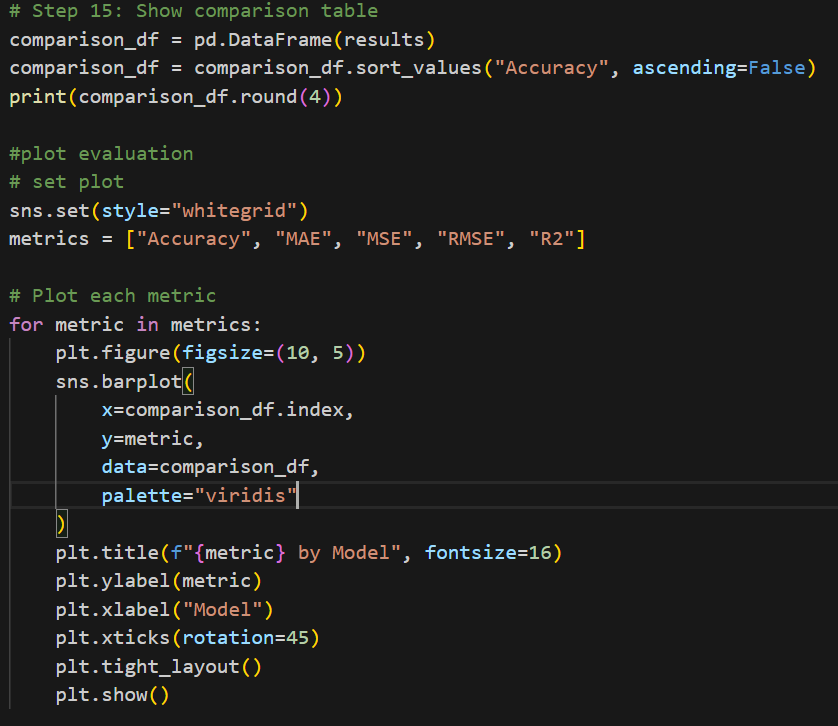 # Step 15: Show comparison table
comparison_df = pd.DataFrame(results)
comparison_df = comparison_df.sort_values("Accuracy", ascending=False)
print(comparison_df.round(4))
#plot evaluation
# set plot
sns.set(style="whitegrid")
metrics = ["Accuracy", "MAE", "MSE", "RMSE", "R2"]
# Plot each metric
for metric in metrics:
    plt.figure(figsize=(10, 5))
    sns.barplot(
        x=comparison_df.index,
        y=metric,
        data=comparison_df,
        palette="viridis"
    )
    plt.title(f"{metric} by Model", fontsize=16)
    plt.ylabel(metric)
    plt.xlabel("Model")
    plt.xticks(rotation=45)
    plt.tight_layout()
    plt.show()